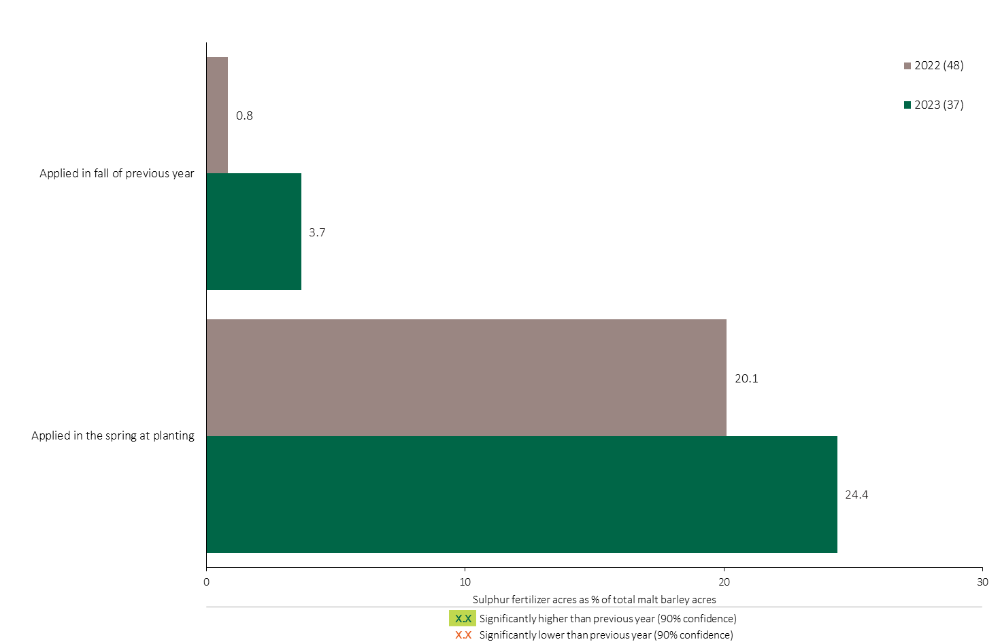 2022 (48)
2023 (37)
0.8
Applied in fall of previous year
3.7
20.1
Applied in the spring at planting
24.4
0 10 20 30
Sulphur fertilizer acres as % of total malt barley acres
X.X Significantly higher than previous year (90% confidence)
X.X Significantly lower than previous year (90% confidence)